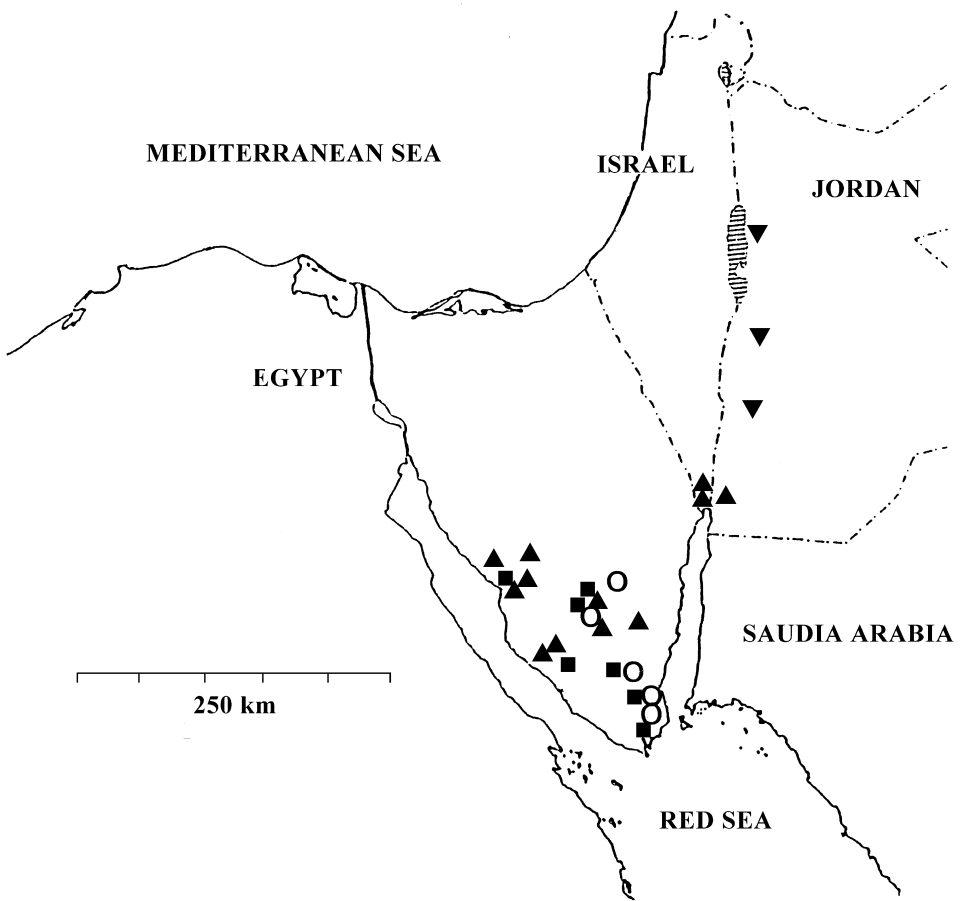 MEDITERRANEAN SEA
ISRAEL
JORDAN
EGYPT
SAUDIA ARABIA
250 km
RED SEA